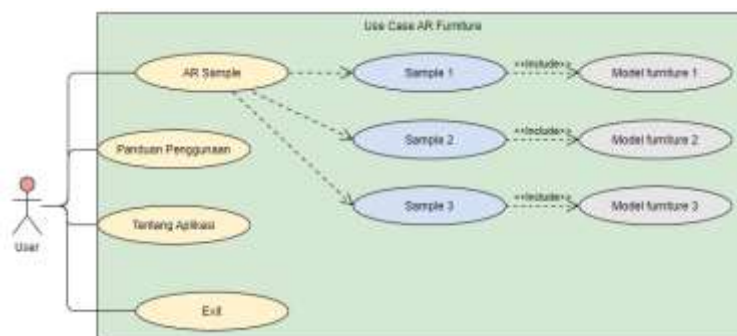 Use Case AR Furniture
AR Sample
Sample 1
<<Include>>
Model furniture 1
Panduan Penggunaan
Sample 2
<<Include>>
Model furniture 2
Sample 3
<<Include>>
Model furniture 3
Tentang Aplikasi
User
Exit